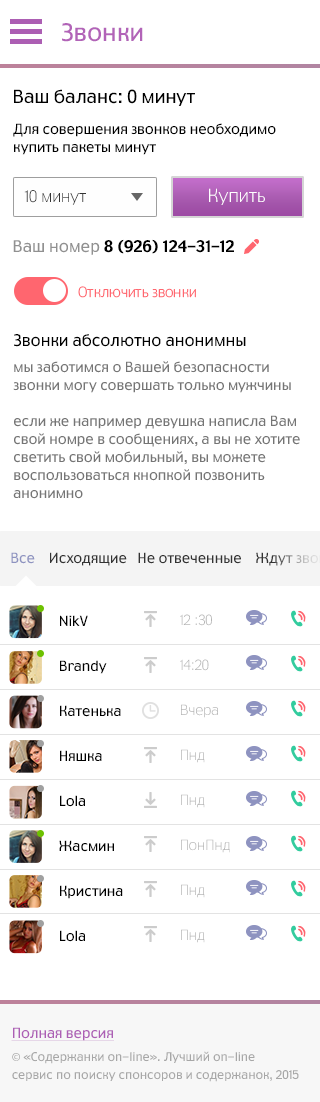 Звонки
Ваш баланс: 0 минут
Для совершения звонков необходимо
купить пакеты минут
10 минут
Купить
Ваш номер 8 (926) 124-31-12
Отключить звонки
Звонки абсолютно анонимны
мы заботимся о Вашей безопасности
звонки могу совершать только мужчины
если же например девушка написла Вам
свой номре в сообщениях, а вы не хотите
светить свой мобильный, вы можете
воспользоваться кнопкой позвонить
анонимно
Все Исходящие Не отвеченные Ждут зво
NikV 12 :30
Brandy 14:20
Катенька Вчера
Няшка Пнд
Lola Пнд
Жасмин ПонПнд
Кристина Пнд
Lola Пнд
Полная версия
© «Содержанки on-line». Лучший on-line
сервис по поиску спонсоров и содержанок, 2015